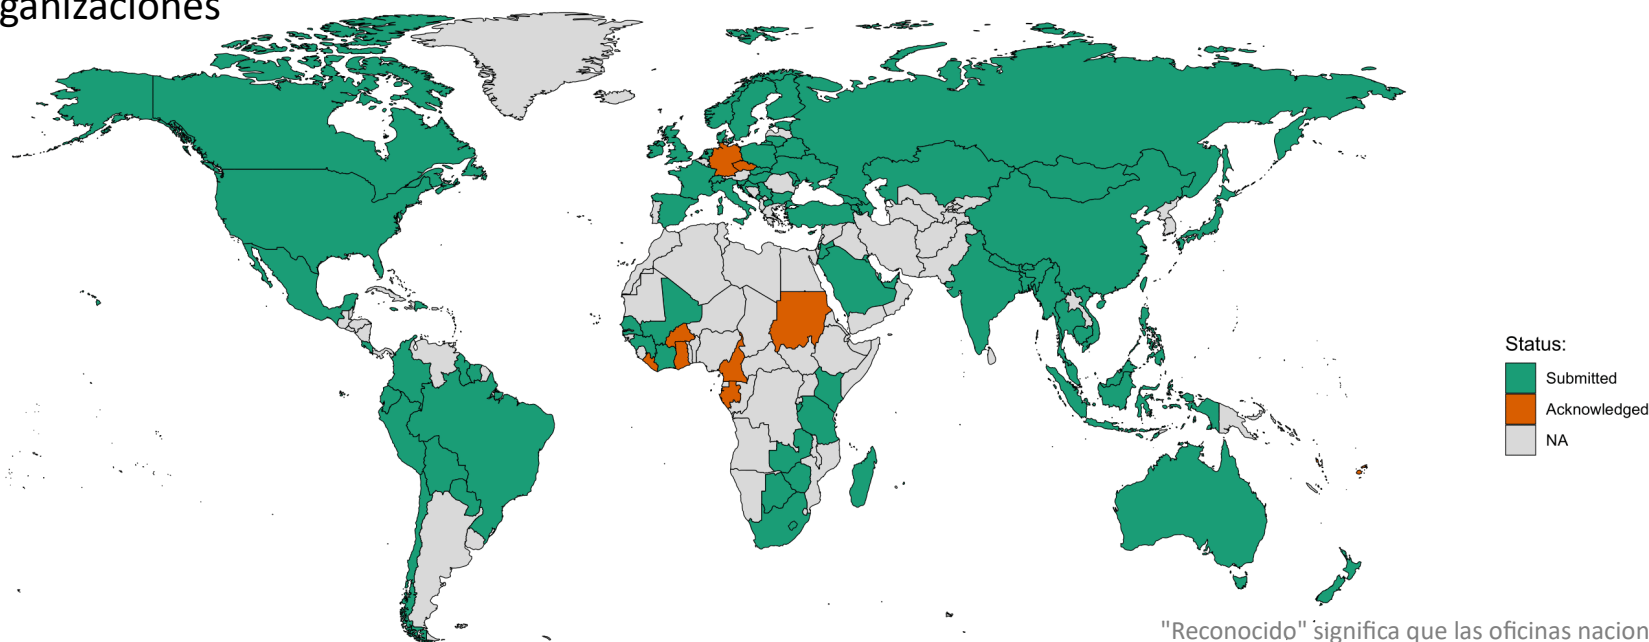 ganizaciones
Status:
Submitted
Acknowledged
NA
"Reconocido" significa que las oficinas nacion